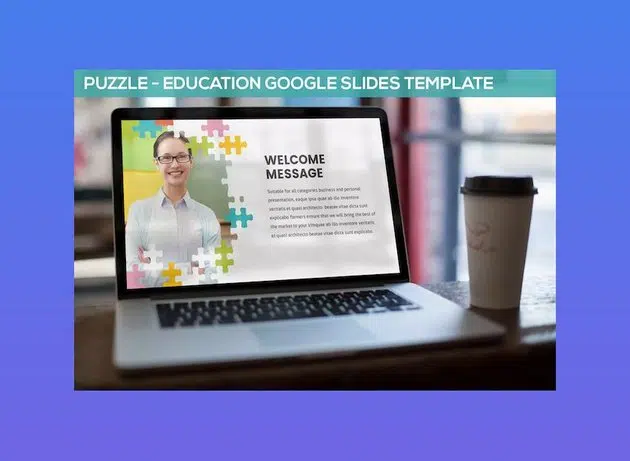 PUZZLE - EDUCATION GOOGLE SLIDES TEMPLATE
WELCOME
MESSAGE
Suitable for all categories business and personal
presentation, eaque ipsa quae ab illo inventore
veritatis et quasi architecto beatae vitae dicta sunt
explicabo farmers ensure that we will bring the best of
the market to your Vimquae ab illo inventore veritatis
et quasi architecto beatae vitae dicta sunt explicabo.